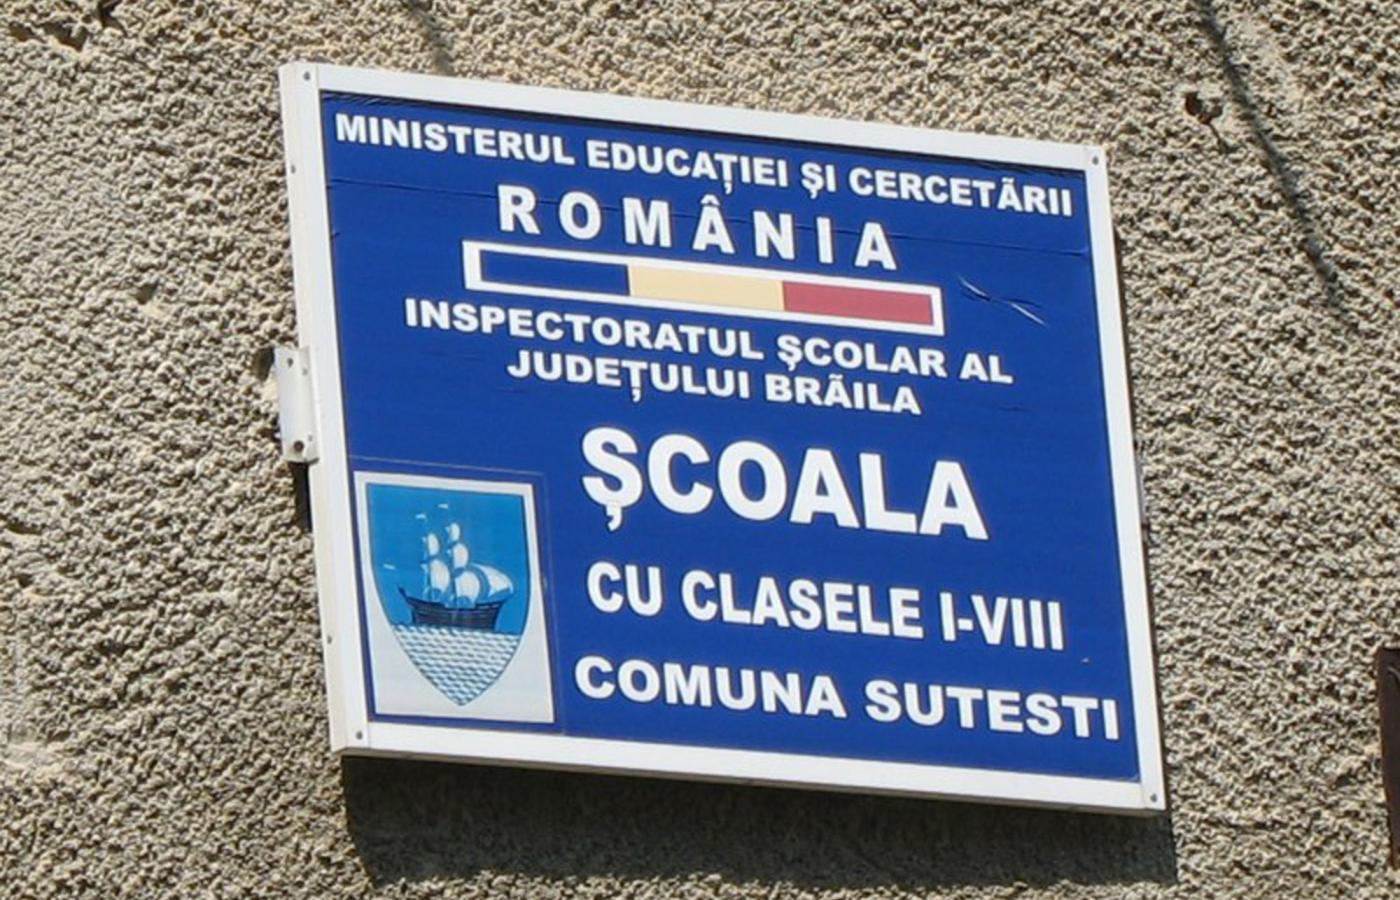 MINISTERUL EDUCAȚIEI ȘI CERCETĂRII
ROMÂNIA
INSPECTORATUL ȘCOLAR AL
JUDEȚULUI BRĂILA
ȘCOALA
CU CLASELE I-VIII
COMUNA SUTESTI